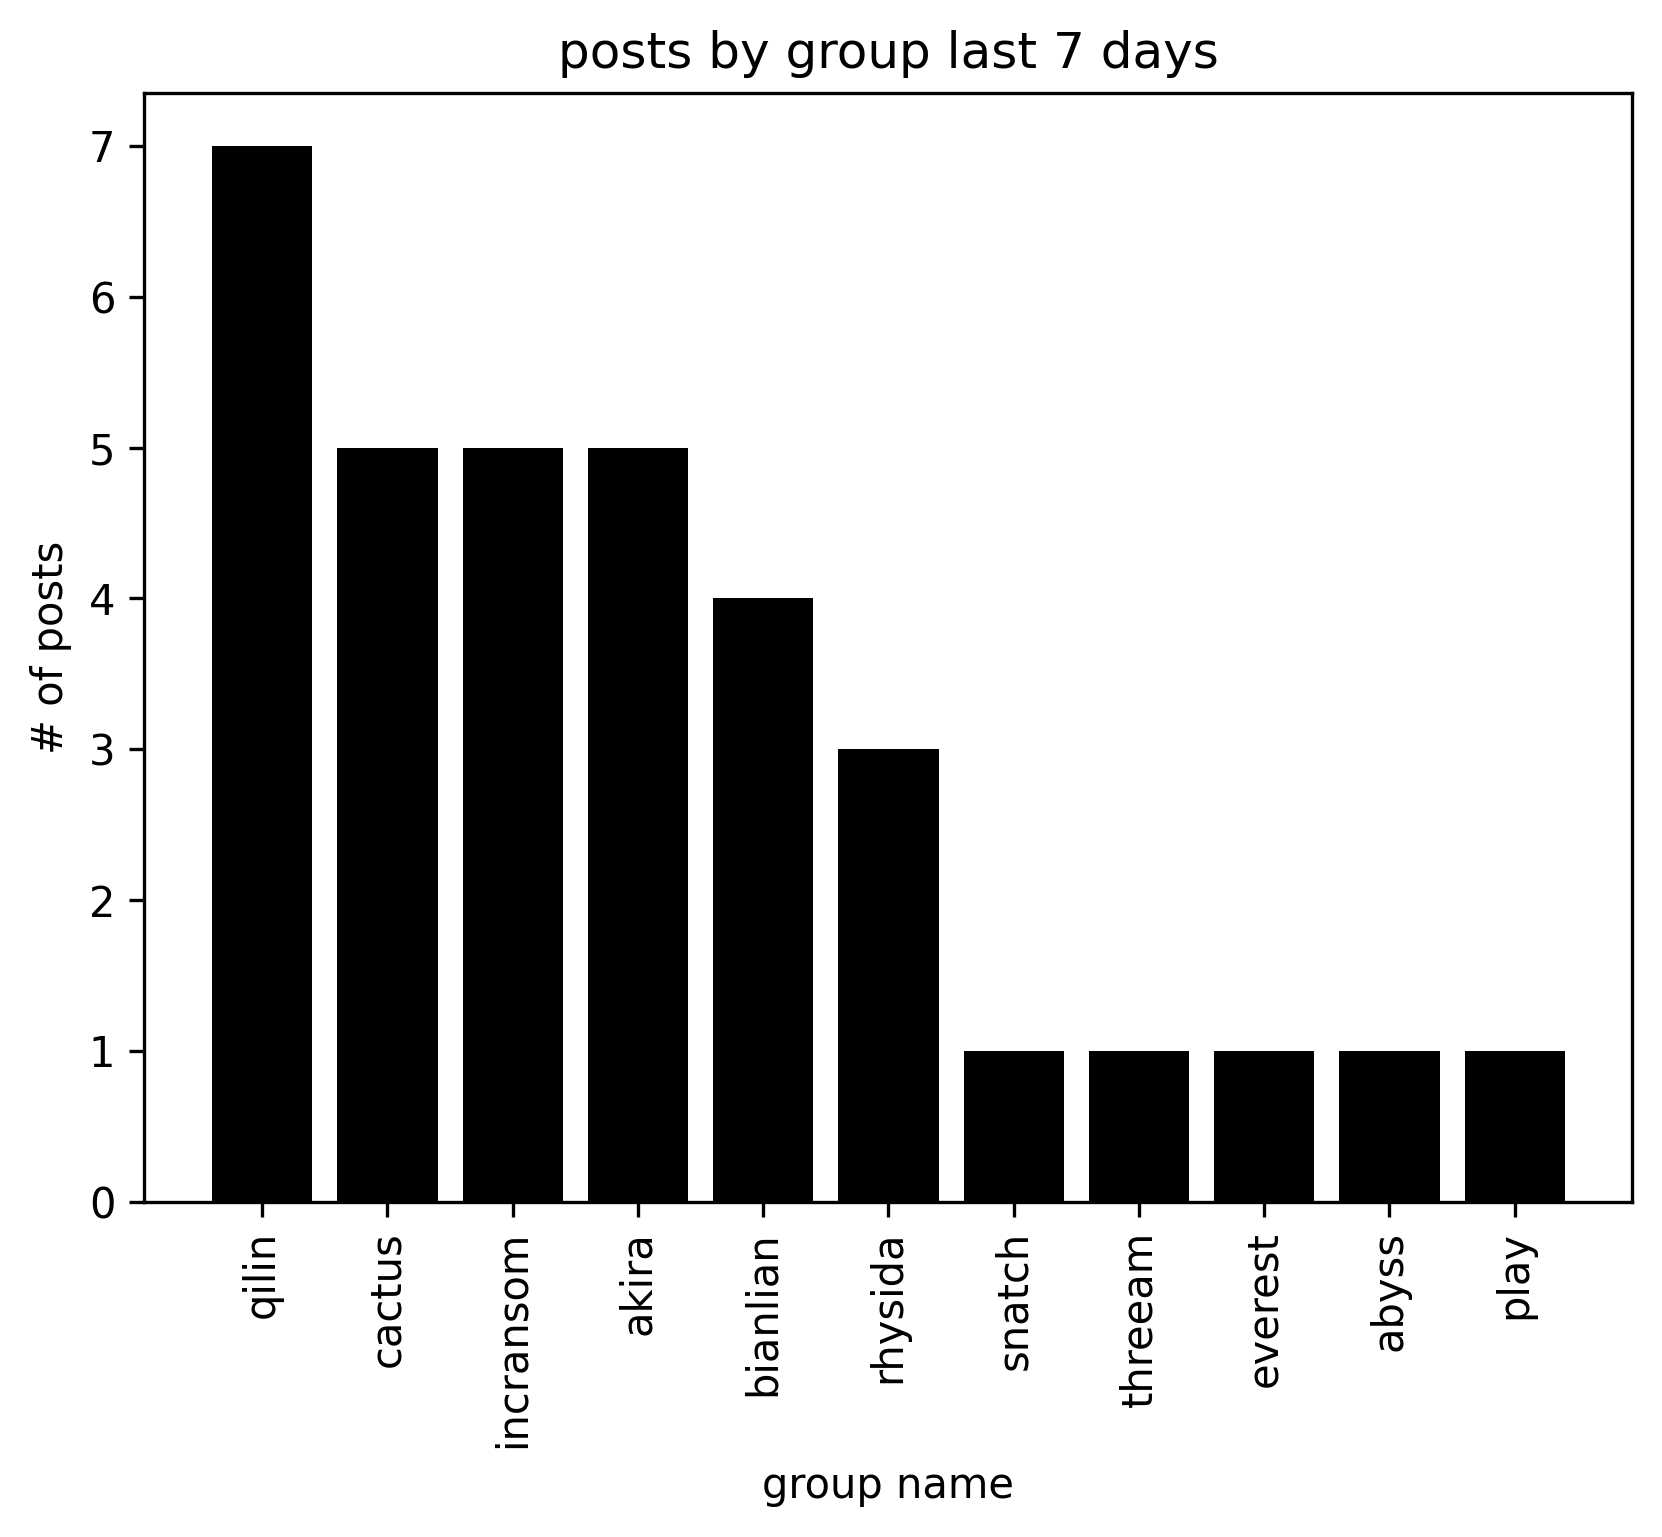 posts by group last 7 days
# of posts
7
6
5
4
3
2
1
0
qilin
cactus
incransom
akira
bianlian
rhysida
snatch
threeam
everest
abyss
play
group name